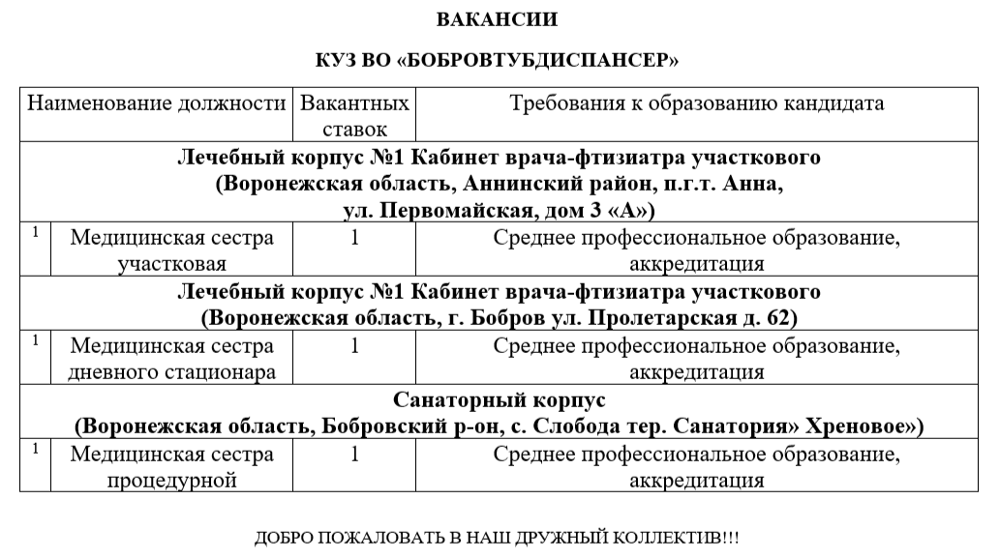 ВАКАНСИИ
КУЗ ВО «БОБРОВТУБДИСПАНСЕР»
Наименование должности Вакантных ставок Требования к образованию кандидата
Лечебный корпус №1 Кабинет врача-фтизиатра участкового
(Воронежская область, Аннинский район, п.г.т. Анна,
ул. Первомайская, дом 3 «А»)
1 Медицинская сестра 1 Среднее профессиональное образование,
участковая аккредитация
Лечебный корпус №1 Кабинет врача-фтизиатра участкового
(Воронежская область, г. Бобров ул. Пролетарская д. 62)
1 Медицинская сестра 1 Среднее профессиональное образование,
дневного стационара аккредитация
Санаторный корпус
(Воронежская область, Бобровский р-он, с. Слобода тер. Санатория» Хреновое»)
1 Медицинская сестра 1 Среднее профессиональное образование,
процедурной аккредитация
ДОБРО ПОЖАЛОВАТЬ В НАШ ДРУЖНЫЙ КОЛЛЕКТИВ!!!